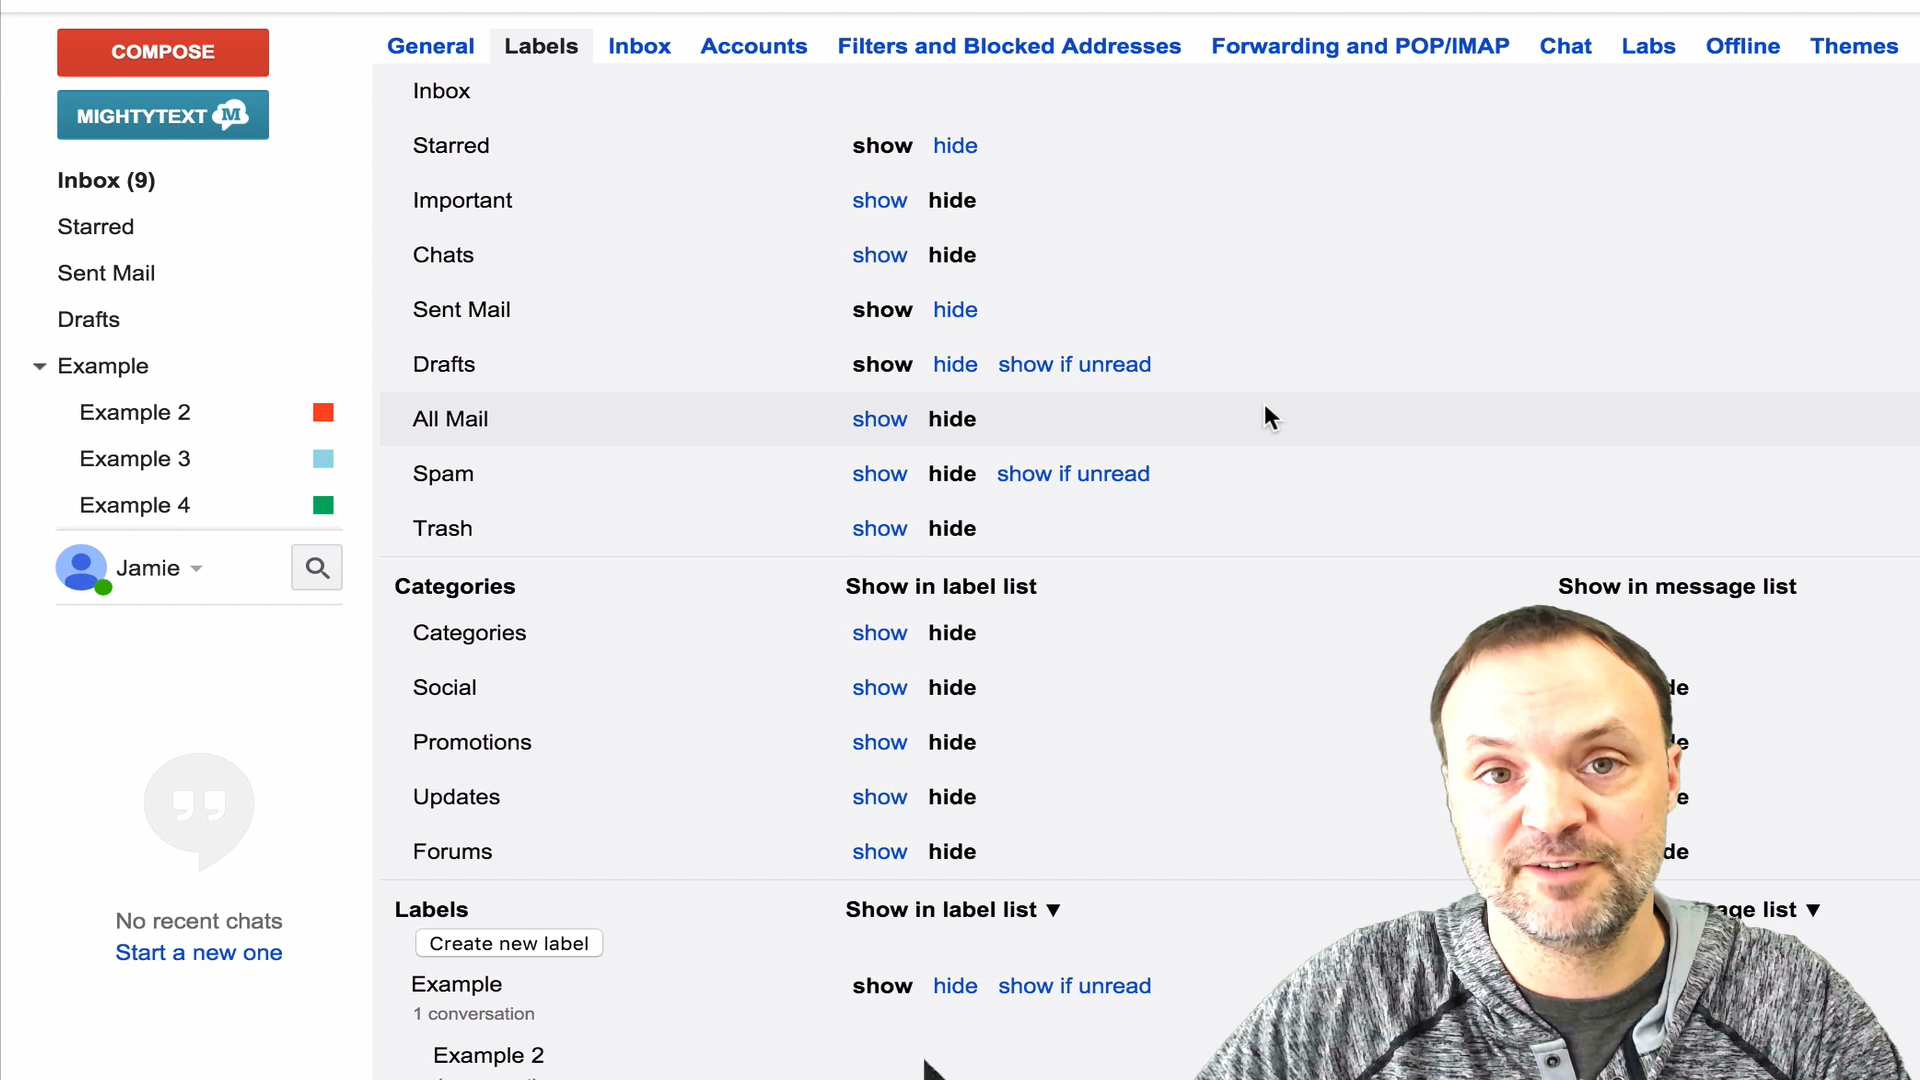 COMPOSE
MIGHTYTEXT M
Inbox (9)
Starred
Sent Mail
Drafts
Example
Example 2
Example 3
Example 4
Jamie
No recent chats
Start a new one
General Labels Inbox Accounts Filters and Blocked Addresses Forwarding and POP/IMAP Chat Labs Offline Themes
Inbox
Starred show hide
Important show hide
Chats show hide
Sent Mail show hide
Drafts show hide show if unread
All Mail show hide
Spam show hide show if unread
Trash show hide
Categories Show in label list Show in message list
Categories show hide
Social show hide
Promotions show hide
Updates show hide
Forums show hide
Labels Show in label list ▼ list ▼
Create new label
Example show hide show if unread
1 conversation
Example 2